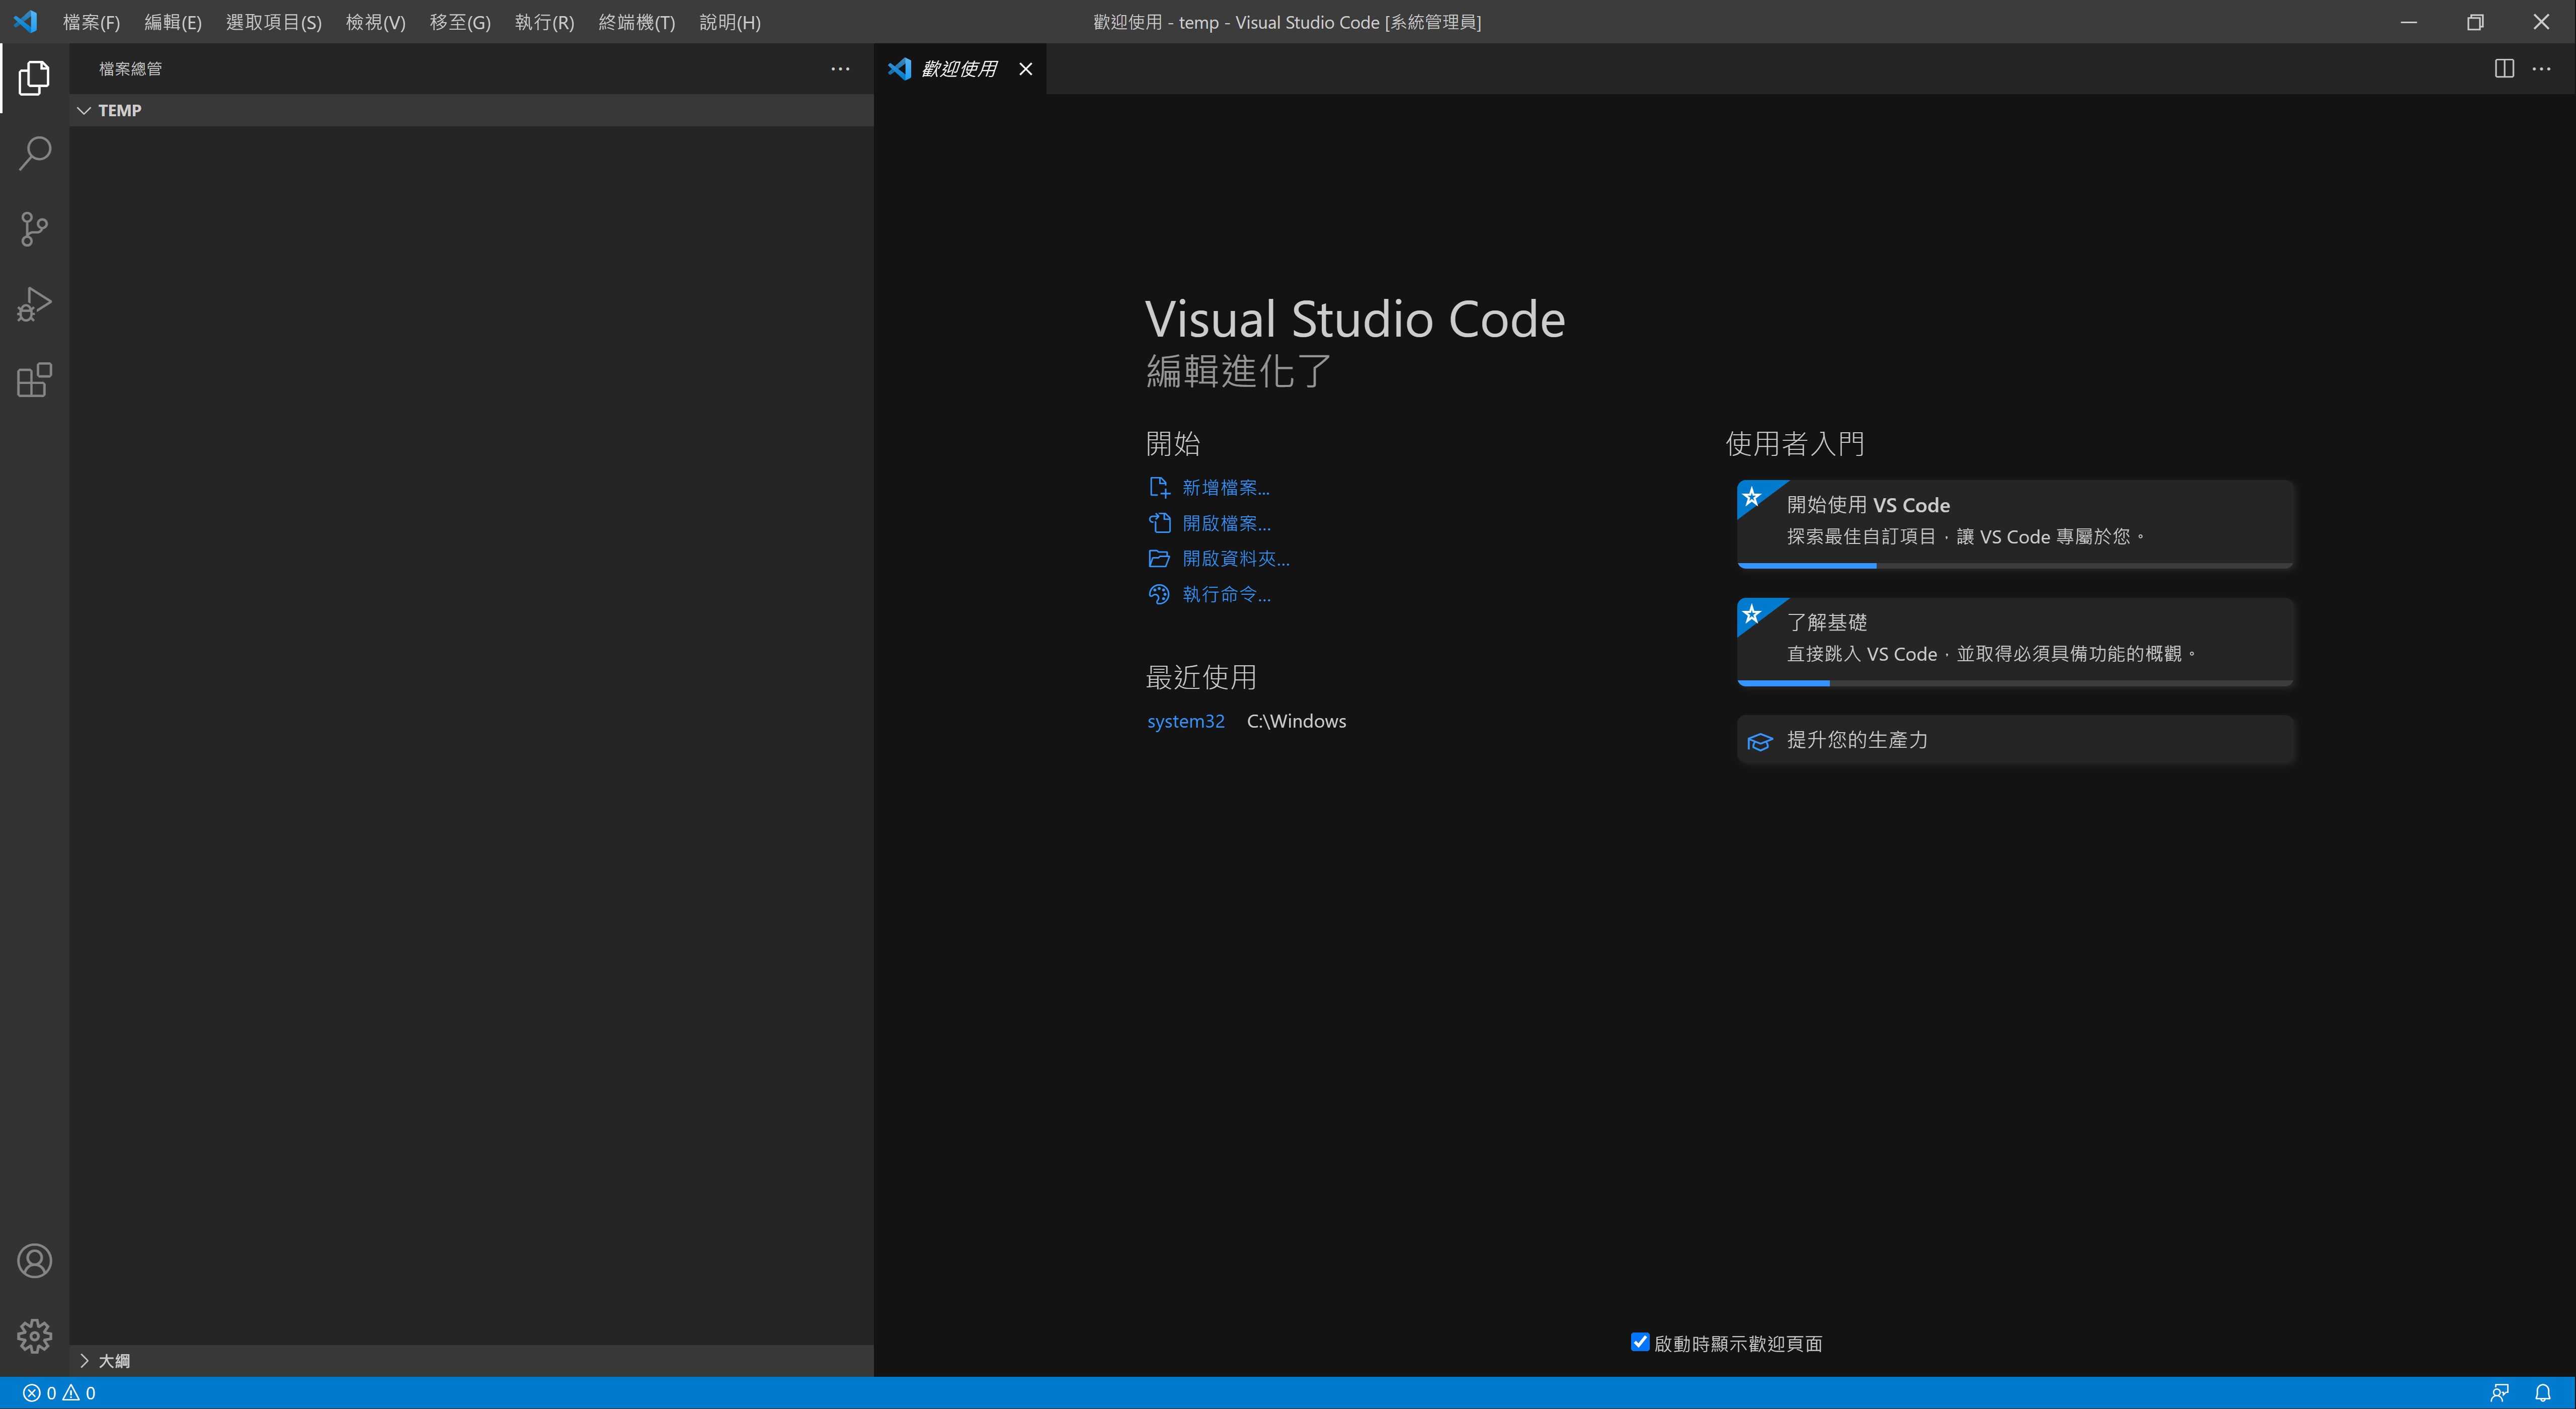 檔案(F) 編輯(E) 選取項目(S) 檢視(V) 移至(G) 執行(R) 終端機(T) 說明(H) 歡迎使用 - temp - Visual Studio Code [系統管理員]
檔案總管
TEMP
大綱
歡迎使用
Visual Studio Code
編輯進化了
開始
新增檔案...
開啟檔案...
開啟資料夾...
執行命令...
最近使用
system32 C:\Windows
使用者入門
開始使用 VS Code
探索最佳自訂項目，讓 VS Code 專屬於您。
了解基礎
直接跳入 VS Code，並取得必須具備功能的概觀。
提升您的生產力
啟動時顯示歡迎頁面
0 0